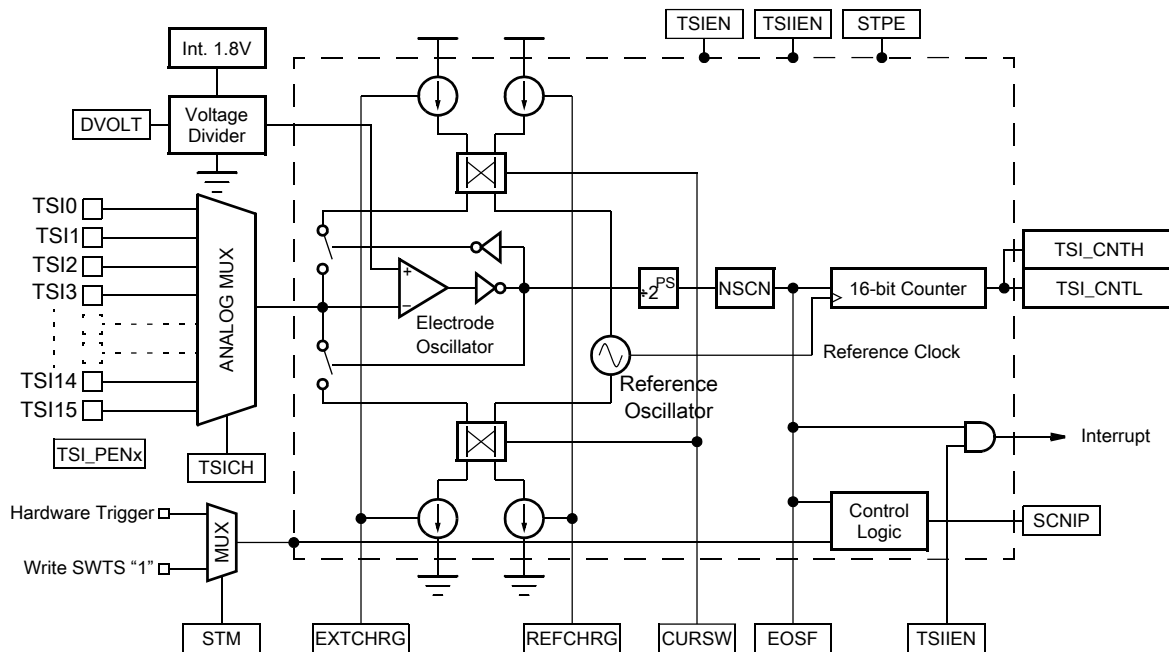 TSIEN
TSIIEN
STPE
Int. 1.8V
DVOLT
Voltage
Divider
TSI0
TSI1
TSI2
TSI3
TSI14
TSI15
TSI_PENx
ANALOG MUX
TSICH
+
−
Electrode
Oscillator
÷2^PS
NSCN
16-bit Counter
TSI_CNTH
TSI_CNTL
Reference Clock
Reference
Oscillator
Interrupt
Control
Logic
SCNIP
Hardware Trigger
Write SWTS “1”
MUX
STM
EXTCHRG
REFCHRG
CURSW
EOSF
TSIIEN